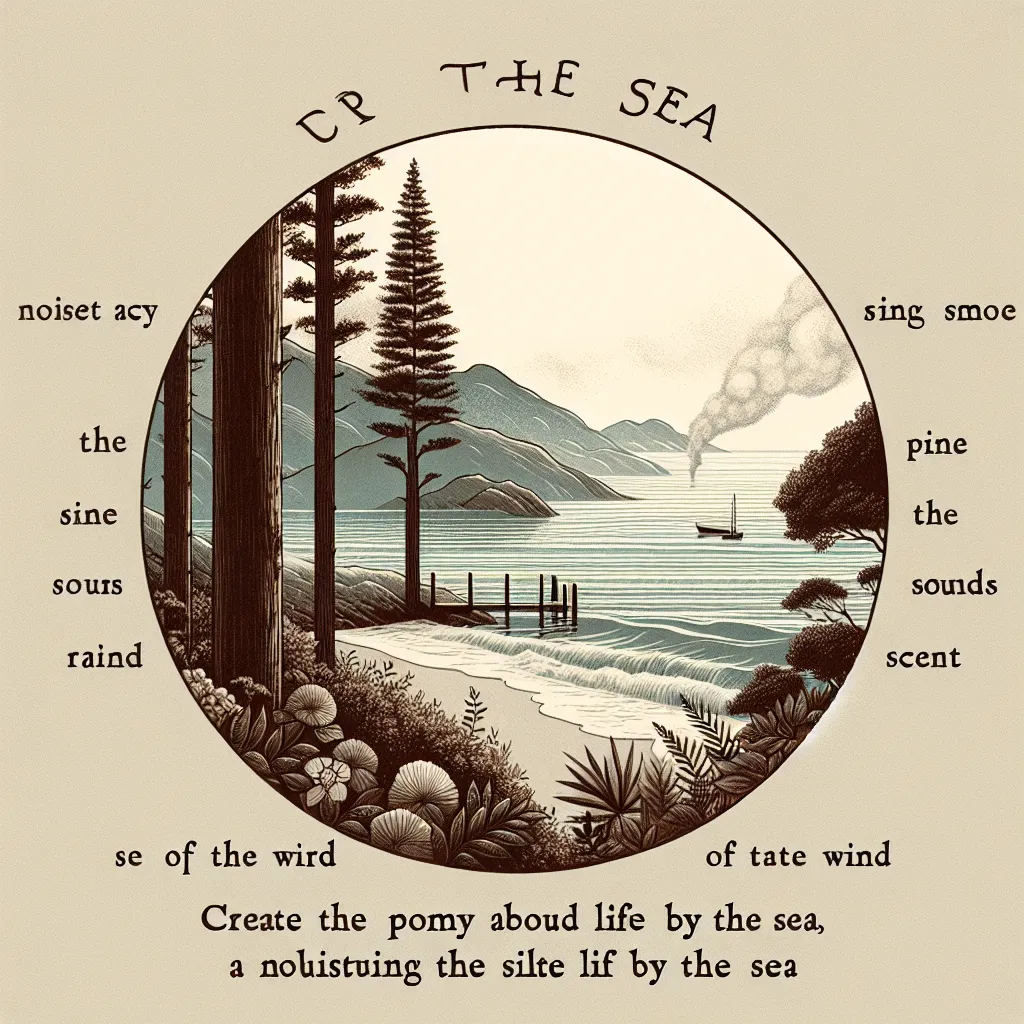 CP THE SEA
noiset acy
sing smoe
the
pine
sine
the
sours
sounds
raind
scent
se of the wird
of tate wind
Create the pomy aboud life by the sea,
a nolıistuing the silte lif by the sea